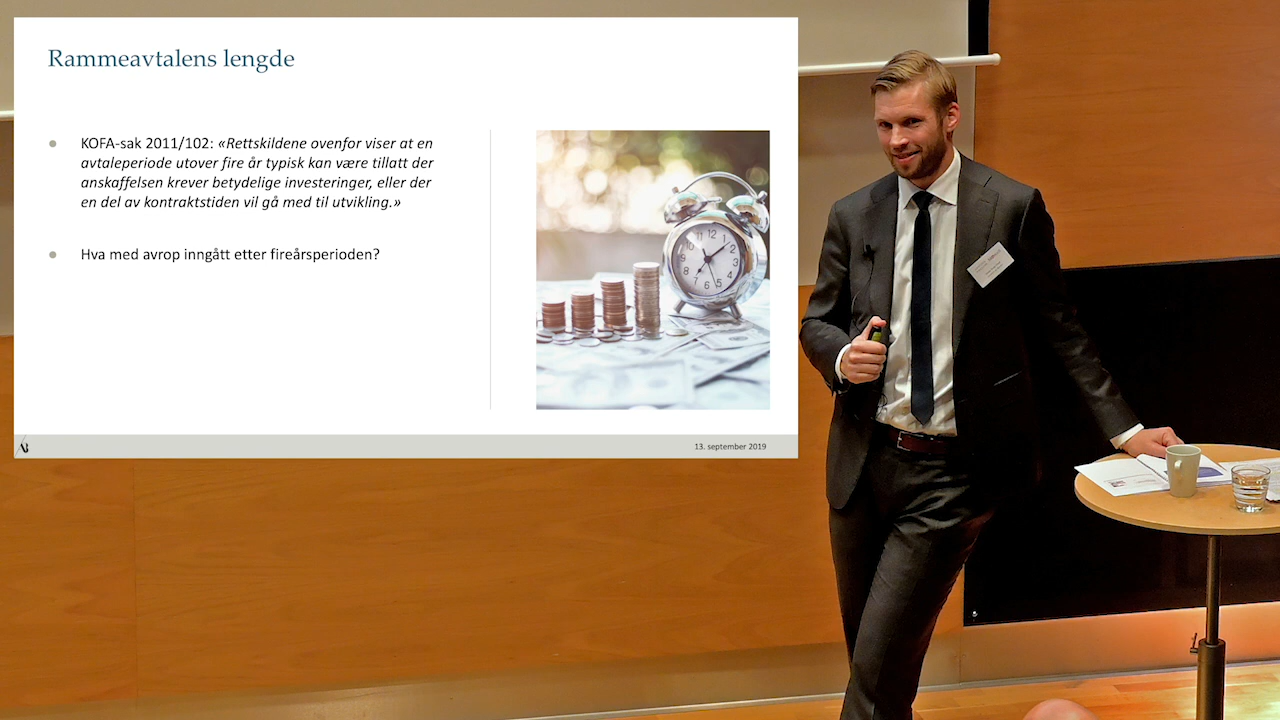 Rammeavtalens lengde
KOFA-sak 2011/102: «Rettskildene ovenfor viser at en
avtaleperiode utover fire år typisk kan være tillatt der
anskaffelsen krever betydelige investeringer, eller der
en del av kontraktstiden vil gå med til utvikling.»
Hva med avrop inngått etter fireårsperioden?
13. september 2019